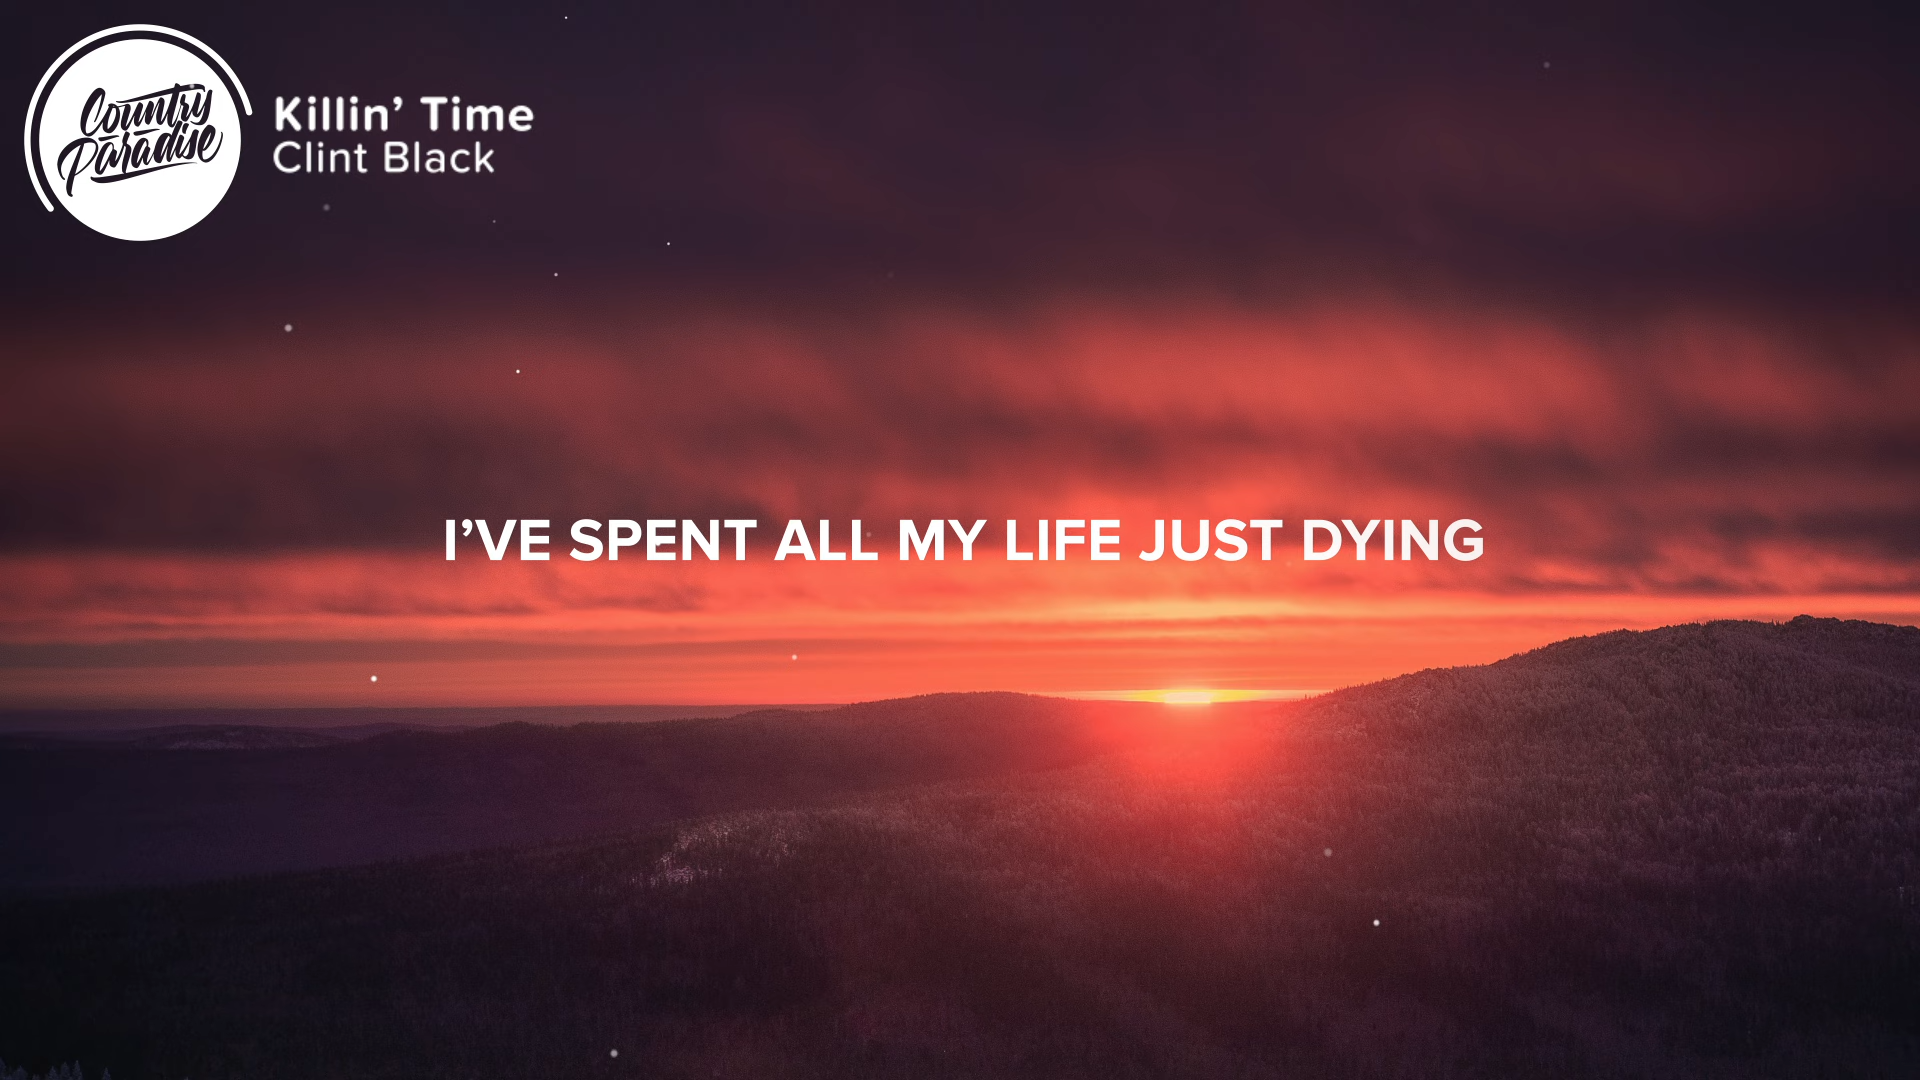 Country
Paradise
Killin’ Time
Clint Black
I’VE SPENT ALL MY LIFE JUST DYING